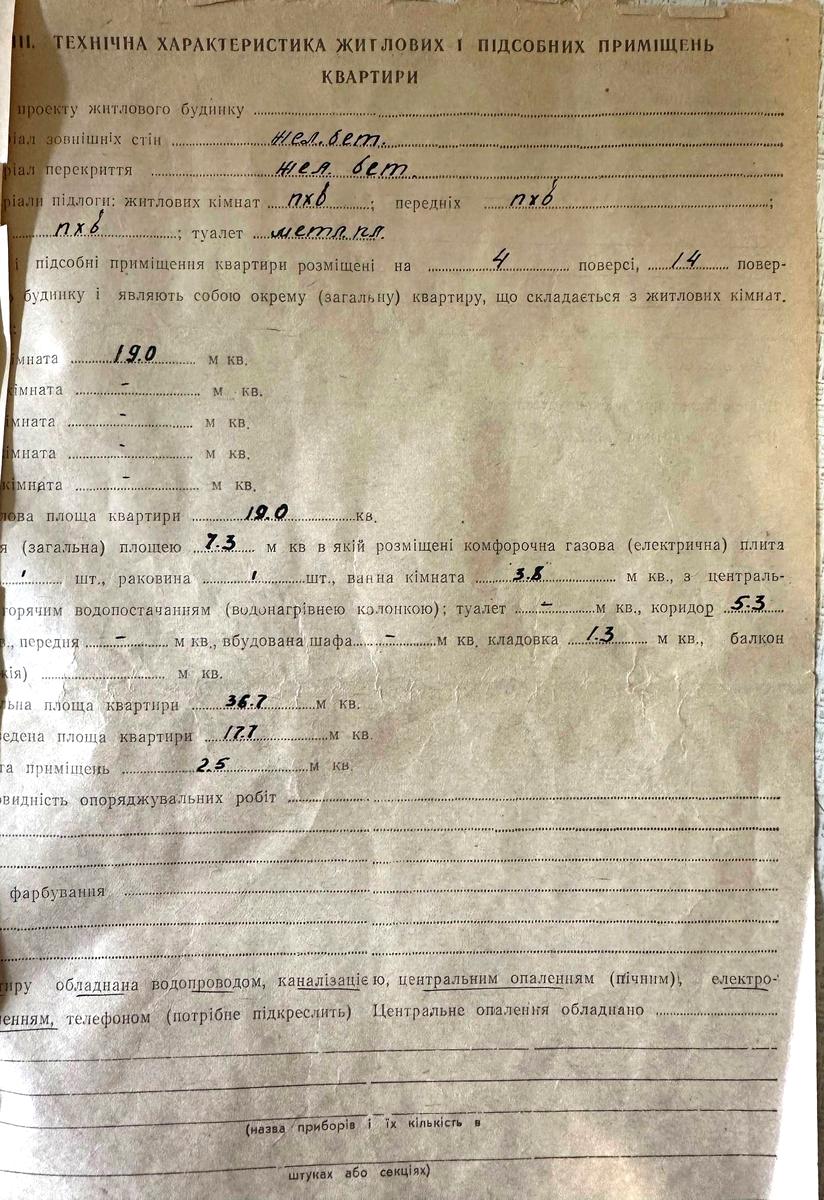 III. ТЕХНІЧНА ХАРАКТЕРИСТИКА ЖИТЛОВИХ І ПІДСОБНИХ ПРИМІЩЕНЬ
КВАРТИРИ
проекту житлового будинку
ріал зовнішніх стін жел. бет.
ріал перекриття жел. бет.
ріали підлоги: житлових кімнат пхв; передніх пхв;
пхв; туалет метл. пл.
і підсобні приміщення квартири розміщені на 4 поверсі, 14 повер-
будинку і являють собою окрему (загальну) квартиру, що складається з житлових кімнат.
:
імната 19.0 м кв.
кімната - м кв.
імната - м кв.
імната - м кв.
кімната - м кв.
лова площа квартири 19.0 кв.
я (загальна) площею 7.3 м кв в якій розміщені комфорочна газова (електрична) плита
1 шт., раковина 1 шт., ванна кімната 3.8 м кв., з централь-
горячим водопостачанням (водонагрівнею колонкою); туалет - м кв., коридор 5.3
в., передня - м кв., вбудована шафа - м кв. кладовка 1.3 м кв., балкон
жія) м кв.
льна площа квартири 36.7 м кв.
едена площа квартири 17.7 м кв.
та приміщень 2.5 м кв.
овидність опоряджувальних робіт
фарбування
тиру обладнана водопроводом, каналізацією, центральним опаленням (пічним), електро-
ленням, телефоном (потрібне підкреслить) Центральне опалення обладнано
(назва приборів і їх кількість в
штуках або секціях)